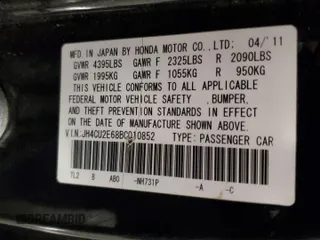 MFD. IN JAPAN BY HONDA MOTOR CO., LTD. 04/'11
GVWR 4395LBS GAWR F 2325LBS R 2090LBS
GVWR 1995KG GAWR F 1055KG R 950KG
THIS VEHICLE CONFORMS TO ALL APPLICABLE
FEDERAL MOTOR VEHICLE SAFETY, BUMPER,
AND THEFT PREVENTION STANDARDS IN
EFFECT ON THE DATE OF MANUFACTURE
SHOWN ABOVE.
V.I.N. JH4CU2E68BC010852 TYPE: PASSENGER CAR
TL2 B AB0 -NH731P -A -C